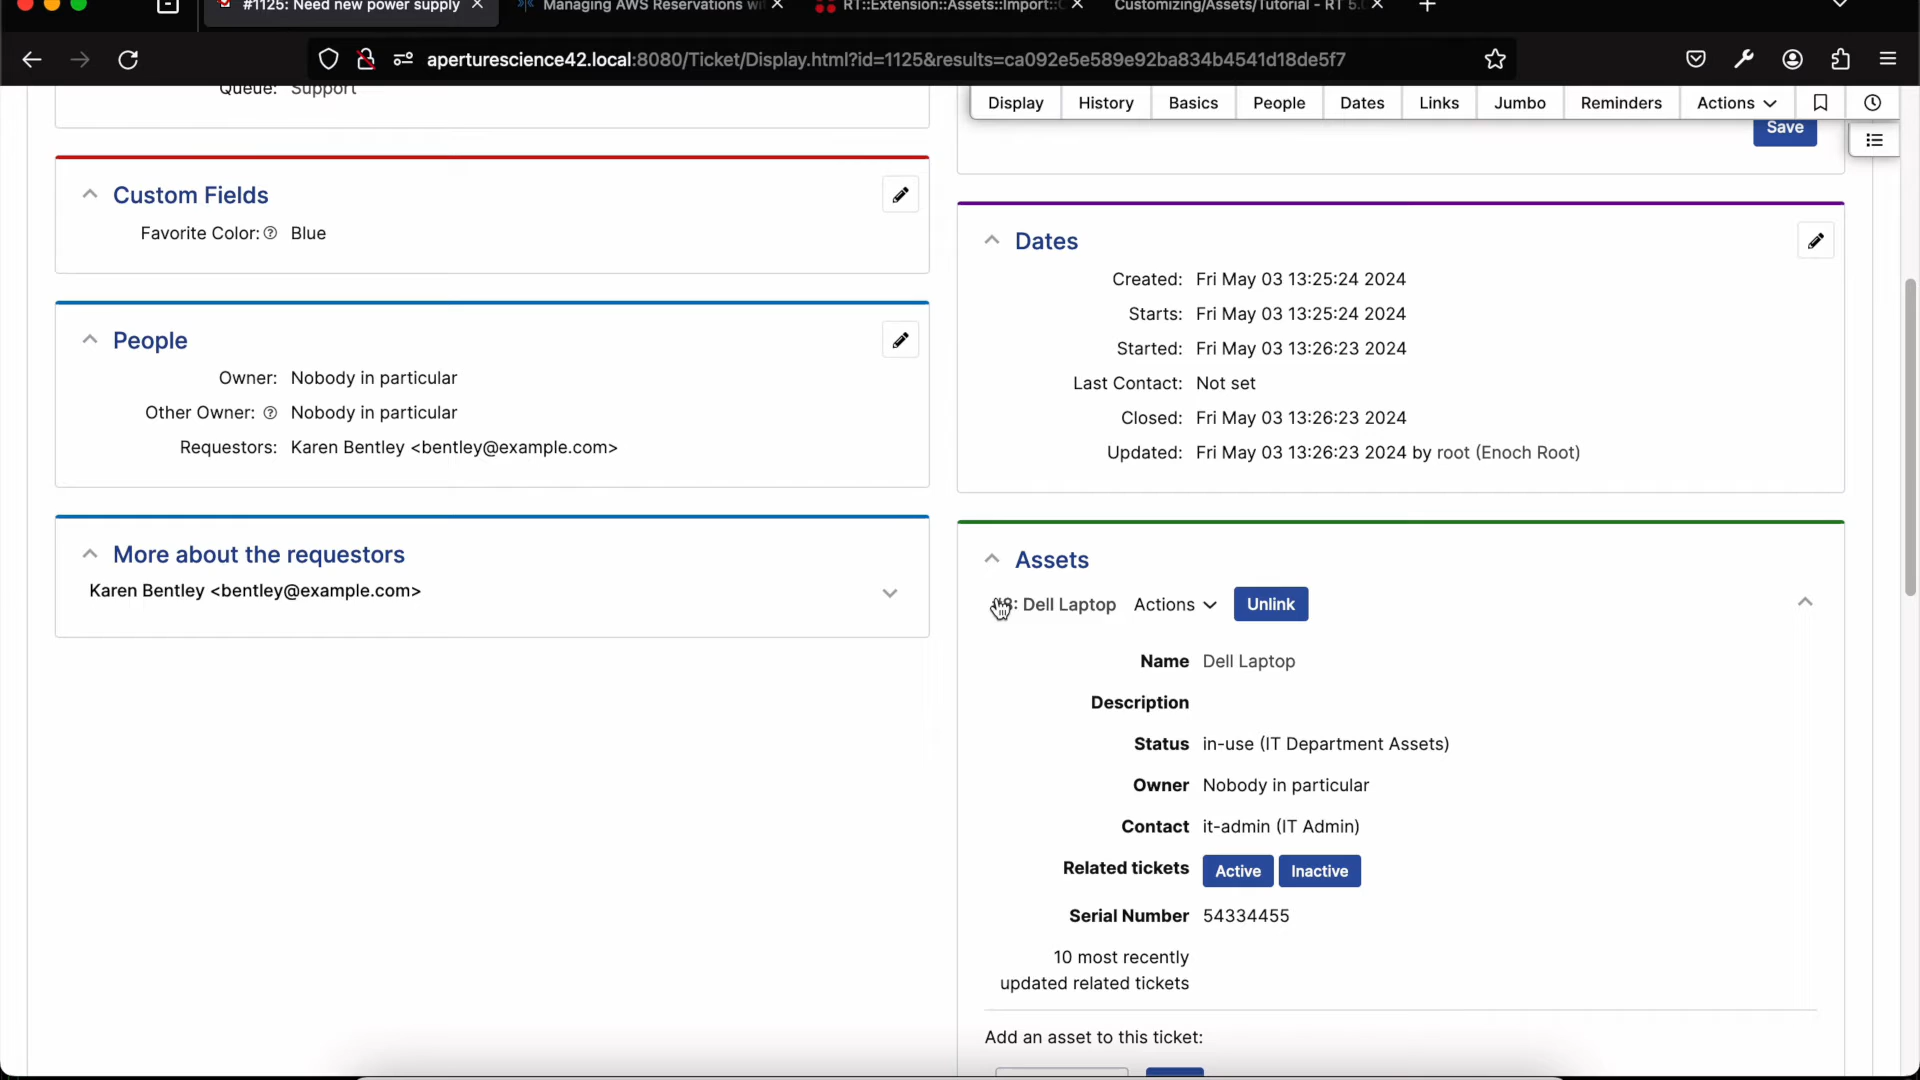 #1125: Need new power supply
Managing AWS Reservations wi
RT::Extension::Assets::Import::
Customizing/Assets/Tutorial - RT 5.
aperturescience42.local:8080/Ticket/Display.html?id=1125&results=ca092e5e589e92ba834b4541d18de5f7
Display History Basics People Dates Links Jumbo Reminders Actions
Queue: Support
Save
Custom Fields
Favorite Color: Blue
People
Owner: Nobody in particular
Other Owner: Nobody in particular
Requestors: Karen Bentley <bentley@example.com>
More about the requestors
Karen Bentley <bentley@example.com>
Dates
Created: Fri May 03 13:25:24 2024
Starts: Fri May 03 13:25:24 2024
Started: Fri May 03 13:26:23 2024
Last Contact: Not set
Closed: Fri May 03 13:26:23 2024
Updated: Fri May 03 13:26:23 2024 by root (Enoch Root)
Assets
Dell Laptop Actions Unlink
Name Dell Laptop
Description
Status in-use (IT Department Assets)
Owner Nobody in particular
Contact it-admin (IT Admin)
Related tickets Active Inactive
Serial Number 54334455
10 most recently
updated related tickets
Add an asset to this ticket: